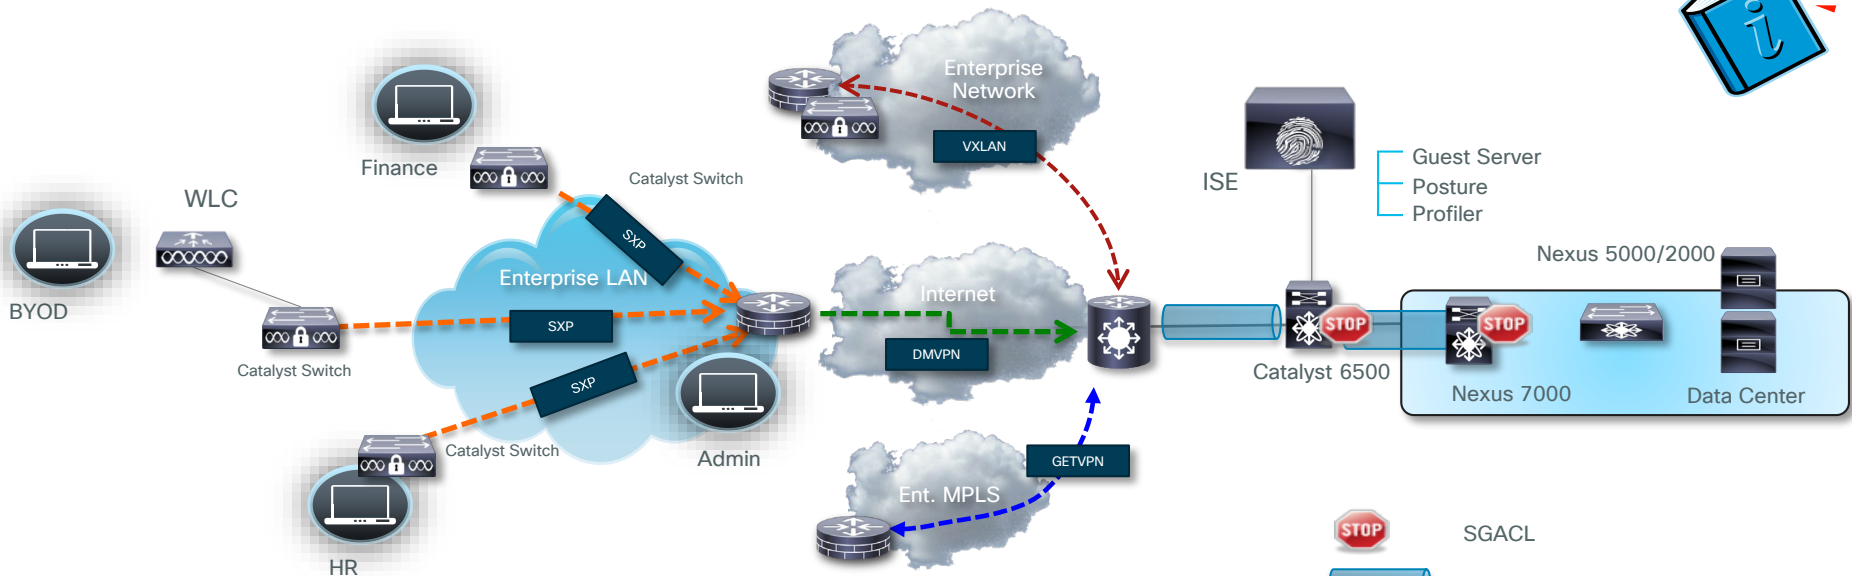 Finance
Catalyst Switch
SXP
WLC
BYOD
Catalyst Switch
Enterprise LAN
SXP
SXP
Catalyst Switch
HR
Admin
Enterprise
Network
VXLAN
Internet
DMVPN
Ent. MPLS
GETVPN
ISE
Guest Server
Posture
Profiler
Catalyst 6500
STOP
STOP
Nexus 5000/2000
Nexus 7000
Data Center
STOP
SGACL
i